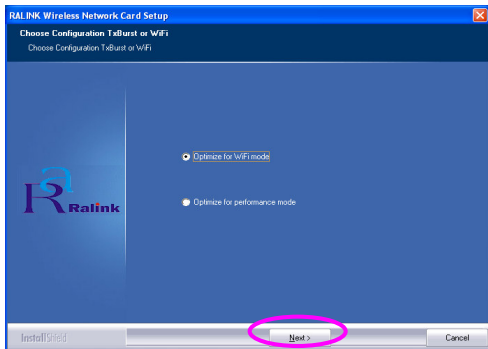 RALINK Wireless Network Card Setup
Choose Configuration TxBurst or WiFi
Choose Configuration TxBurst or WiFi
Optimize for WiFi mode
Optimize for performance mode
Ralink
InstallShield
Next >
Cancel